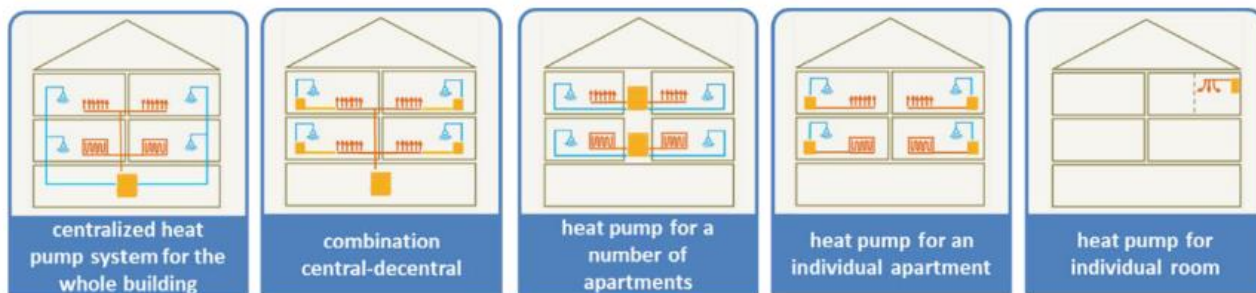 centralized heat
pump system for the
whole building
combination
central-decentral
heat pump for a
number of
apartments
heat pump for an
individual apartment
heat pump for
individual room